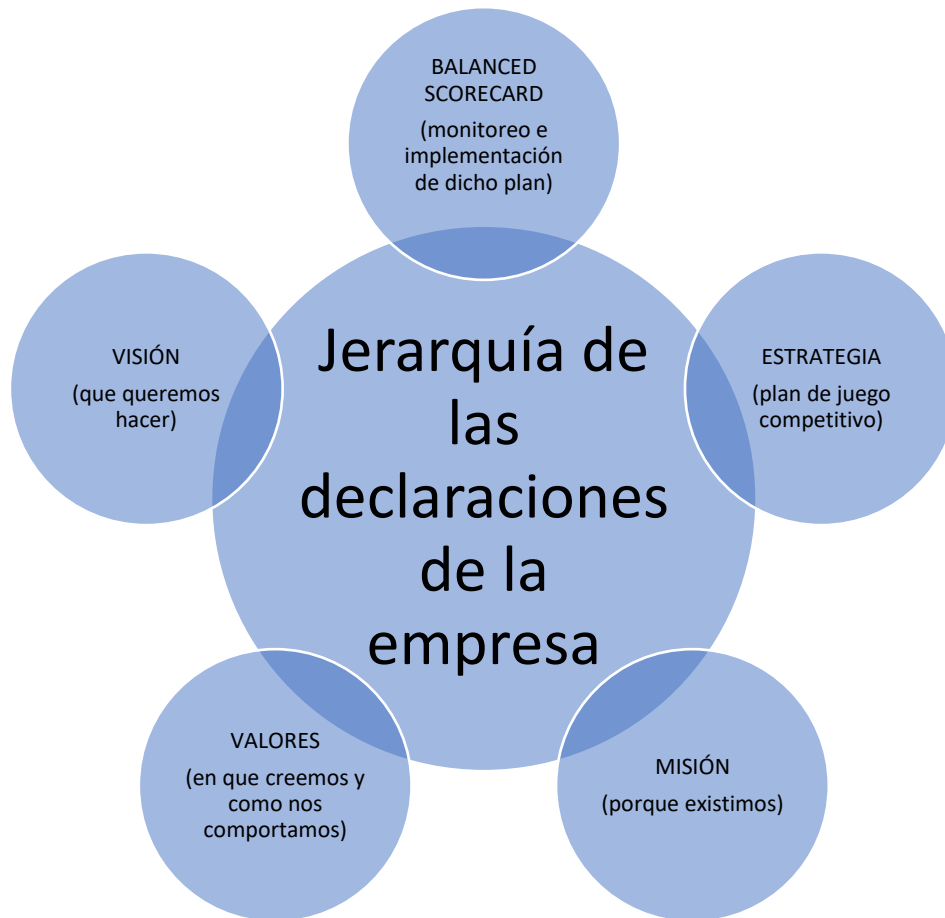 BALANCED
SCORECARD
(monitoreo e
implementación
de dicho plan)
VISIÓN
(que queremos
hacer)
Jerarquía de
las
declaraciones
de la
empresa
ESTRATEGIA
(plan de juego
competitivo)
VALORES
(en que creemos y
como nos
comportamos)
MISIÓN
(porque existimos)